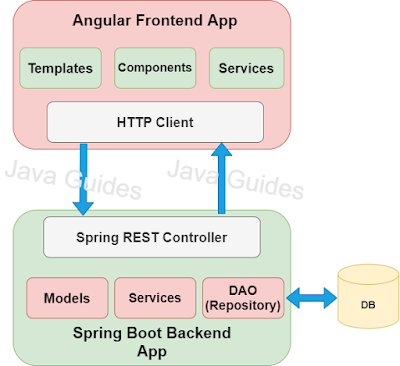 Angular Frontend App
Templates
Components
Services
HTTP Client
Java Guides
Java Guides
Spring REST Controller
Models
Services
DAO
(Repository)
DB
Spring Boot Backend
App